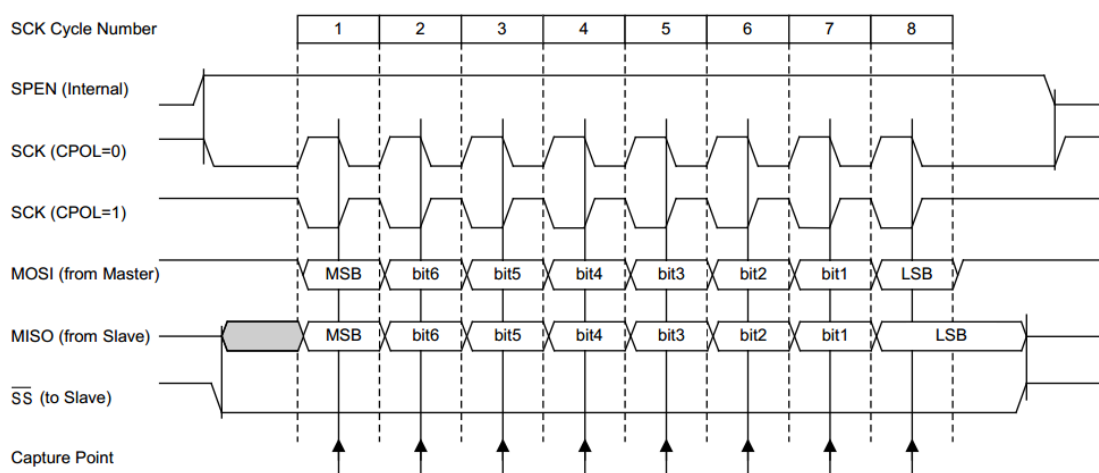 SCK Cycle Number 1 2 3 4 5 6 7 8
SPEN (Internal)
SCK (CPOL=0)
SCK (CPOL=1)
MOSI (from Master) MSB bit6 bit5 bit4 bit3 bit2 bit1 LSB
MISO (from Slave) MSB bit6 bit5 bit4 bit3 bit2 bit1 LSB
S̅S̅ (to Slave)
Capture Point